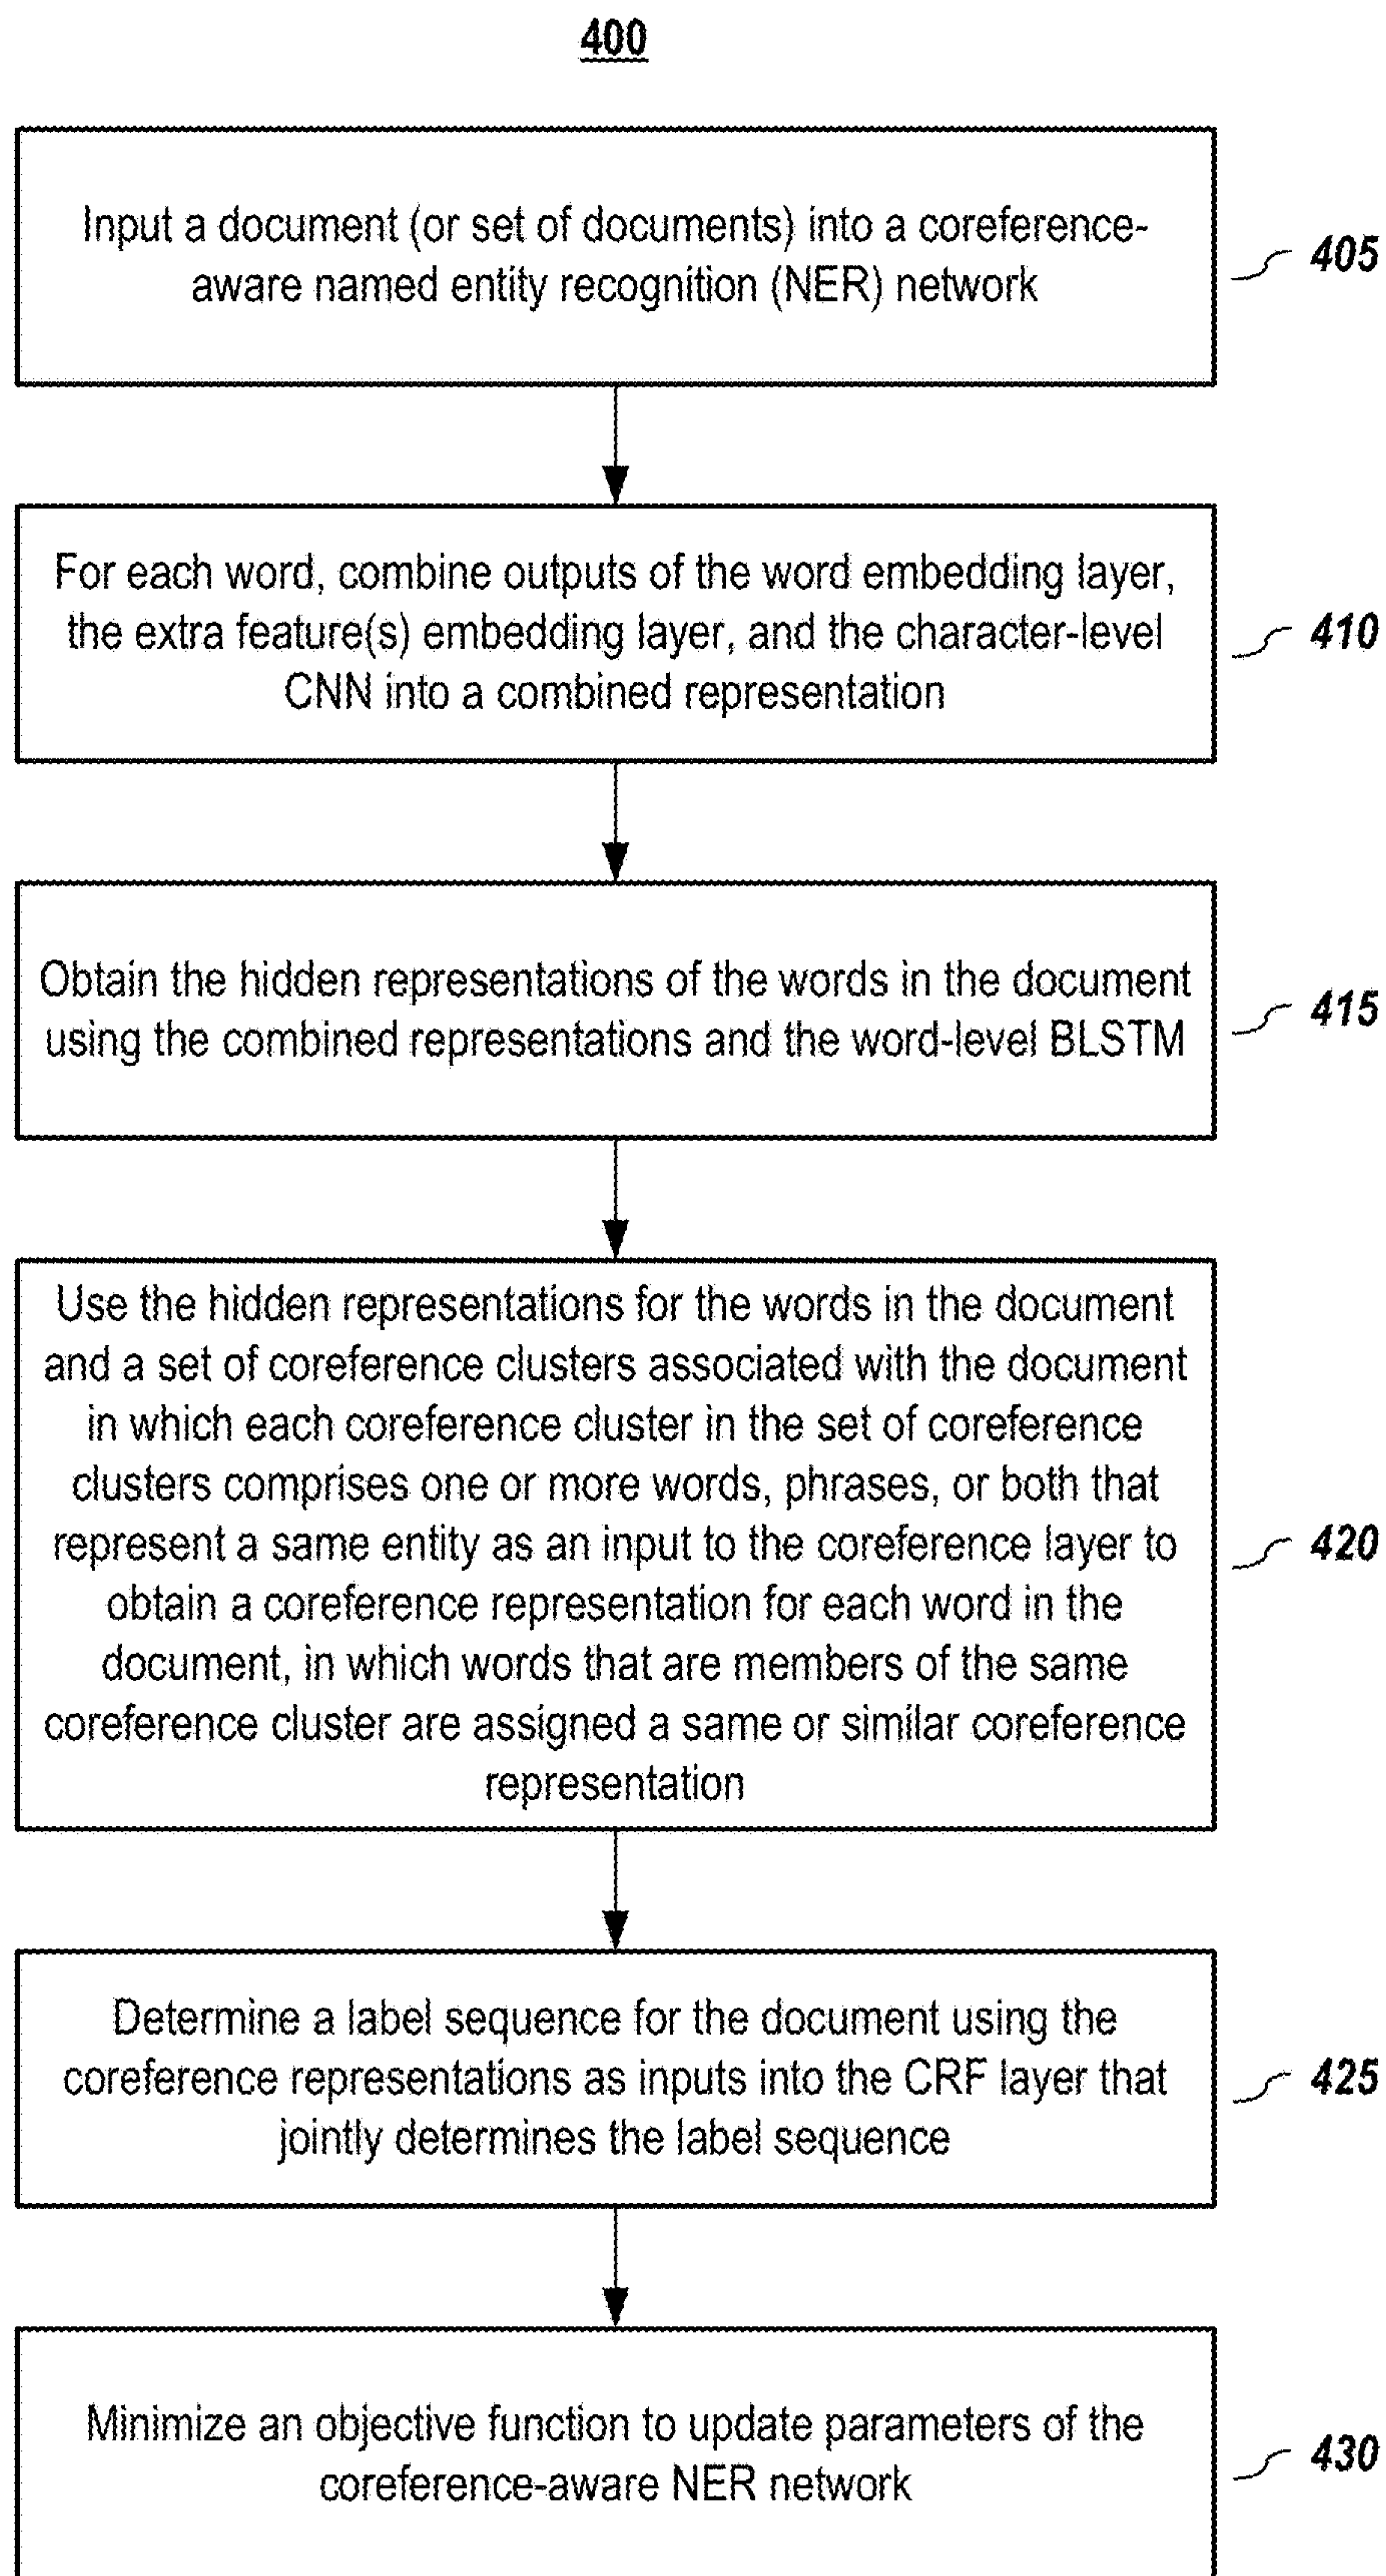 400
Input a document (or set of documents) into a coreference-
aware named entity recognition (NER) network
405
For each word, combine outputs of the word embedding layer,
the extra feature(s) embedding layer, and the character-level
CNN into a combined representation
410
Obtain the hidden representations of the words in the document
using the combined representations and the word-level BLSTM
415
Use the hidden representations for the words in the document
and a set of coreference clusters associated with the document
in which each coreference cluster in the set of coreference
clusters comprises one or more words, phrases, or both that
represent a same entity as an input to the coreference layer to
obtain a coreference representation for each word in the
document, in which words that are members of the same
coreference cluster are assigned a same or similar coreference
representation
420
Determine a label sequence for the document using the
coreference representations as inputs into the CRF layer that
jointly determines the label sequence
425
Minimize an objective function to update parameters of the
coreference-aware NER network
430